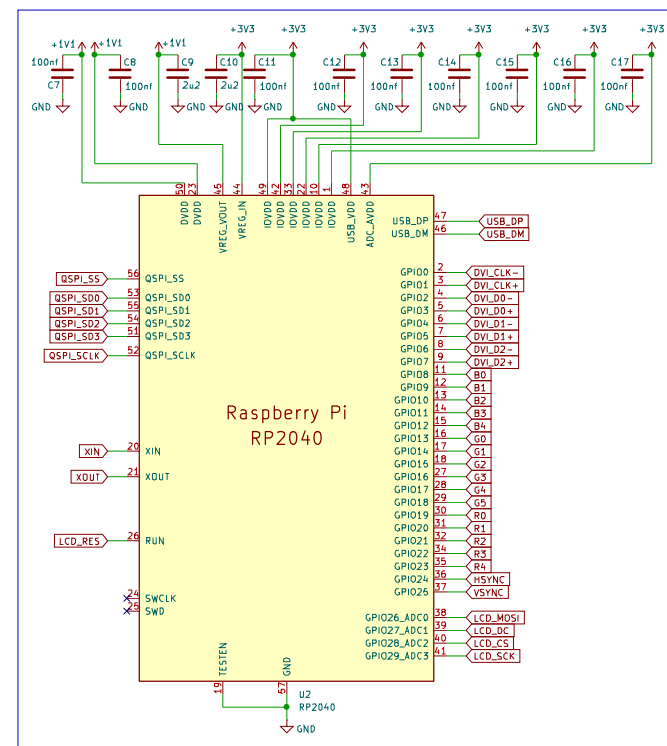 +1V1 +1V1 +1V1 +3V3 +3V3 +3V3 +3V3 +3V3 +3V3 +3V3 +3V3
100nf C8 C9 C10 C11 C12 C13 C14 C15 C16 C17
C7 100nf 2u2 2u2 100nf 100nf 100nf 100nf 100nf 100nf 100nf
GND GND GND GND GND GND GND GND GND GND GND
50 23 45 44 49 42 33 22 10 1 48 43
DVDD DVDD VREG_VOUT VREG_IN IOVDD IOVDD IOVDD IOVDD IOVDD IOVDD USB_VDD ADC_AVDD
USB_DP 47 USB_DP
USB_DM 46 USB_DM
GPIO0 2 DVI_CLK-
56 QSPI_SS QSPI_SS
GPIO1 3 DVI_CLK+
QSPI_SD0 53 QSPI_SD0 GPIO2 4 DVI_D0-
QSPI_SD1 55 QSPI_SD1 GPIO3 5 DVI_D0+
QSPI_SD2 54 QSPI_SD2 GPIO4 6 DVI_D1-
QSPI_SD3 51 QSPI_SD3 GPIO5 7 DVI_D1+
GPIO6 8 DVI_D2-
QSPI_SCLK 52 QSPI_SCLK
GPIO7 9 DVI_D2+
GPIO8 11 B0
GPIO9 12 B1
GPIO10 13 B2
GPIO11 14 B3
GPIO12 15 B4
Raspberry Pi
RP2040
GPIO13 16 G0
GPIO14 17 G1
XIN 20 XIN
GPIO15 18 G2
GPIO16 27 G3
XOUT 21 XOUT
GPIO17 28 G4
GPIO18 29 G5
GPIO19 30 R0
GPIO20 31 R1
LCD_RES 26 RUN GPIO21 32 R2
GPIO22 34 R3
GPIO23 35 R4
GPIO24 36 HSYNC
GPIO25 37 VSYNC
24 SWCLK
25 SWD
GPIO26_ADC0 38 LCD_MOSI
GPIO27_ADC1 39 LCD_DC
GPIO28_ADC2 40 LCD_CS
GPIO29_ADC3 41 LCD_SCK
TESTEN GND
19 57
U2
RP2040
GND